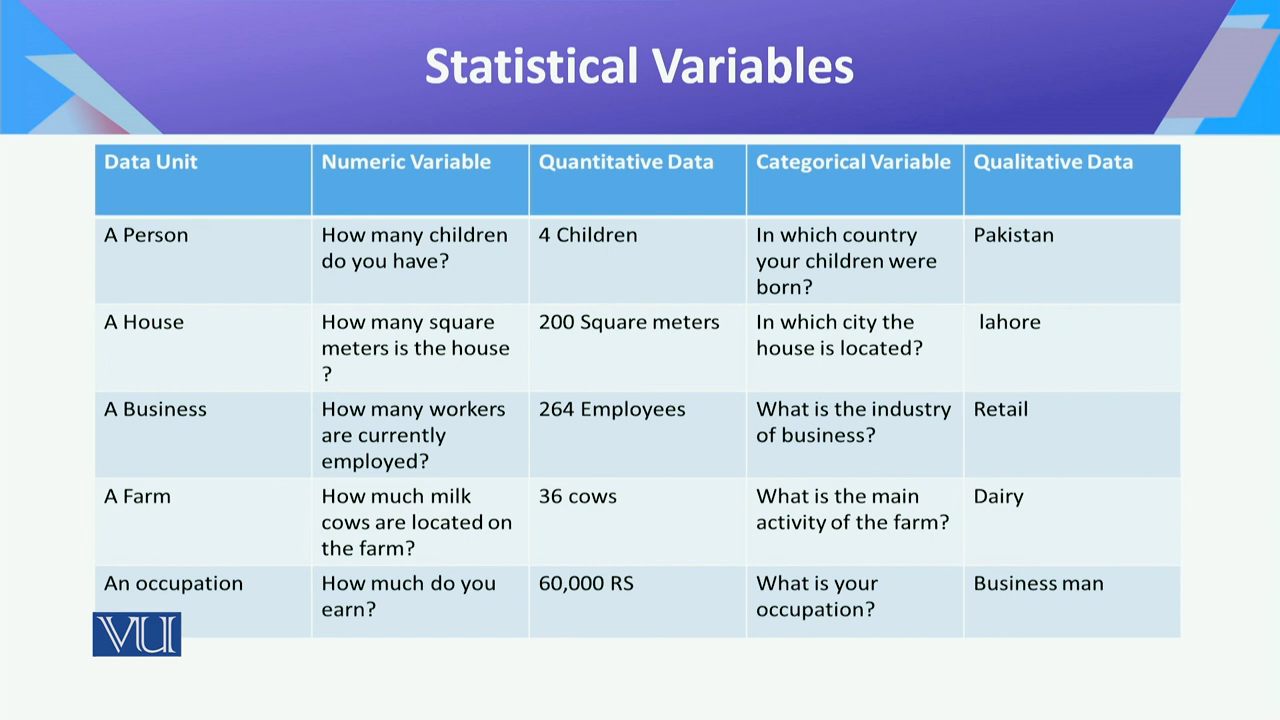 Statistical Variables
Data Unit
Numeric Variable
Quantitative Data
Categorical Variable
Qualitative Data
A Person
How many children
do you have?
4 Children
In which country
your children were
born?
Pakistan
A House
How many square
meters is the house
?
200 Square meters
In which city the
house is located?
lahore
A Business
How many workers
are currently
employed?
264 Employees
What is the industry
of business?
Retail
A Farm
How much milk
cows are located on
the farm?
36 cows
What is the main
activity of the farm?
Dairy
An occupation
How much do you
earn?
60,000 RS
What is your
occupation?
Business man
VU